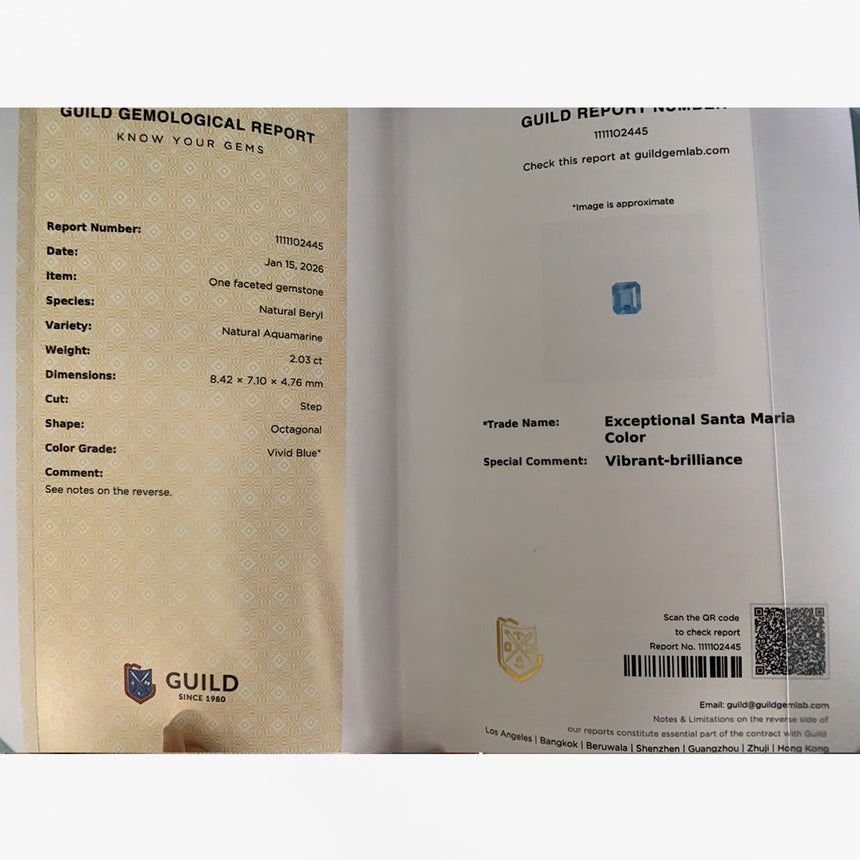 GUILD GEMOLOGICAL REPORT
KNOW YOUR GEMS
Report Number: 1111102445
Date: Jan 15, 2026
Item: One faceted gemstone
Species: Natural Beryl
Variety: Natural Aquamarine
Weight: 2.03 ct
Dimensions: 8.42 × 7.10 × 4.76 mm
Cut: Step
Shape: Octagonal
Color Grade: Vivid Blue*
Comment:
See notes on the reverse.
GUILD
SINCE 1980
GUILD REPORT NUMBER
1111102445
Check this report at guildgemlab.com
*Image is approximate
*Trade Name: Exceptional Santa Maria
Color
Special Comment: Vibrant-brilliance
Scan the QR code
to check report
Report No. 1111102445
Email: guild@guildgemlab.com
Notes & Limitations on the reverse side of
our reports constitute essential part of the contract with Guild
Los Angeles | Bangkok | Beruwala | Shenzhen | Guangzhou | Zhuji | Hong Kong